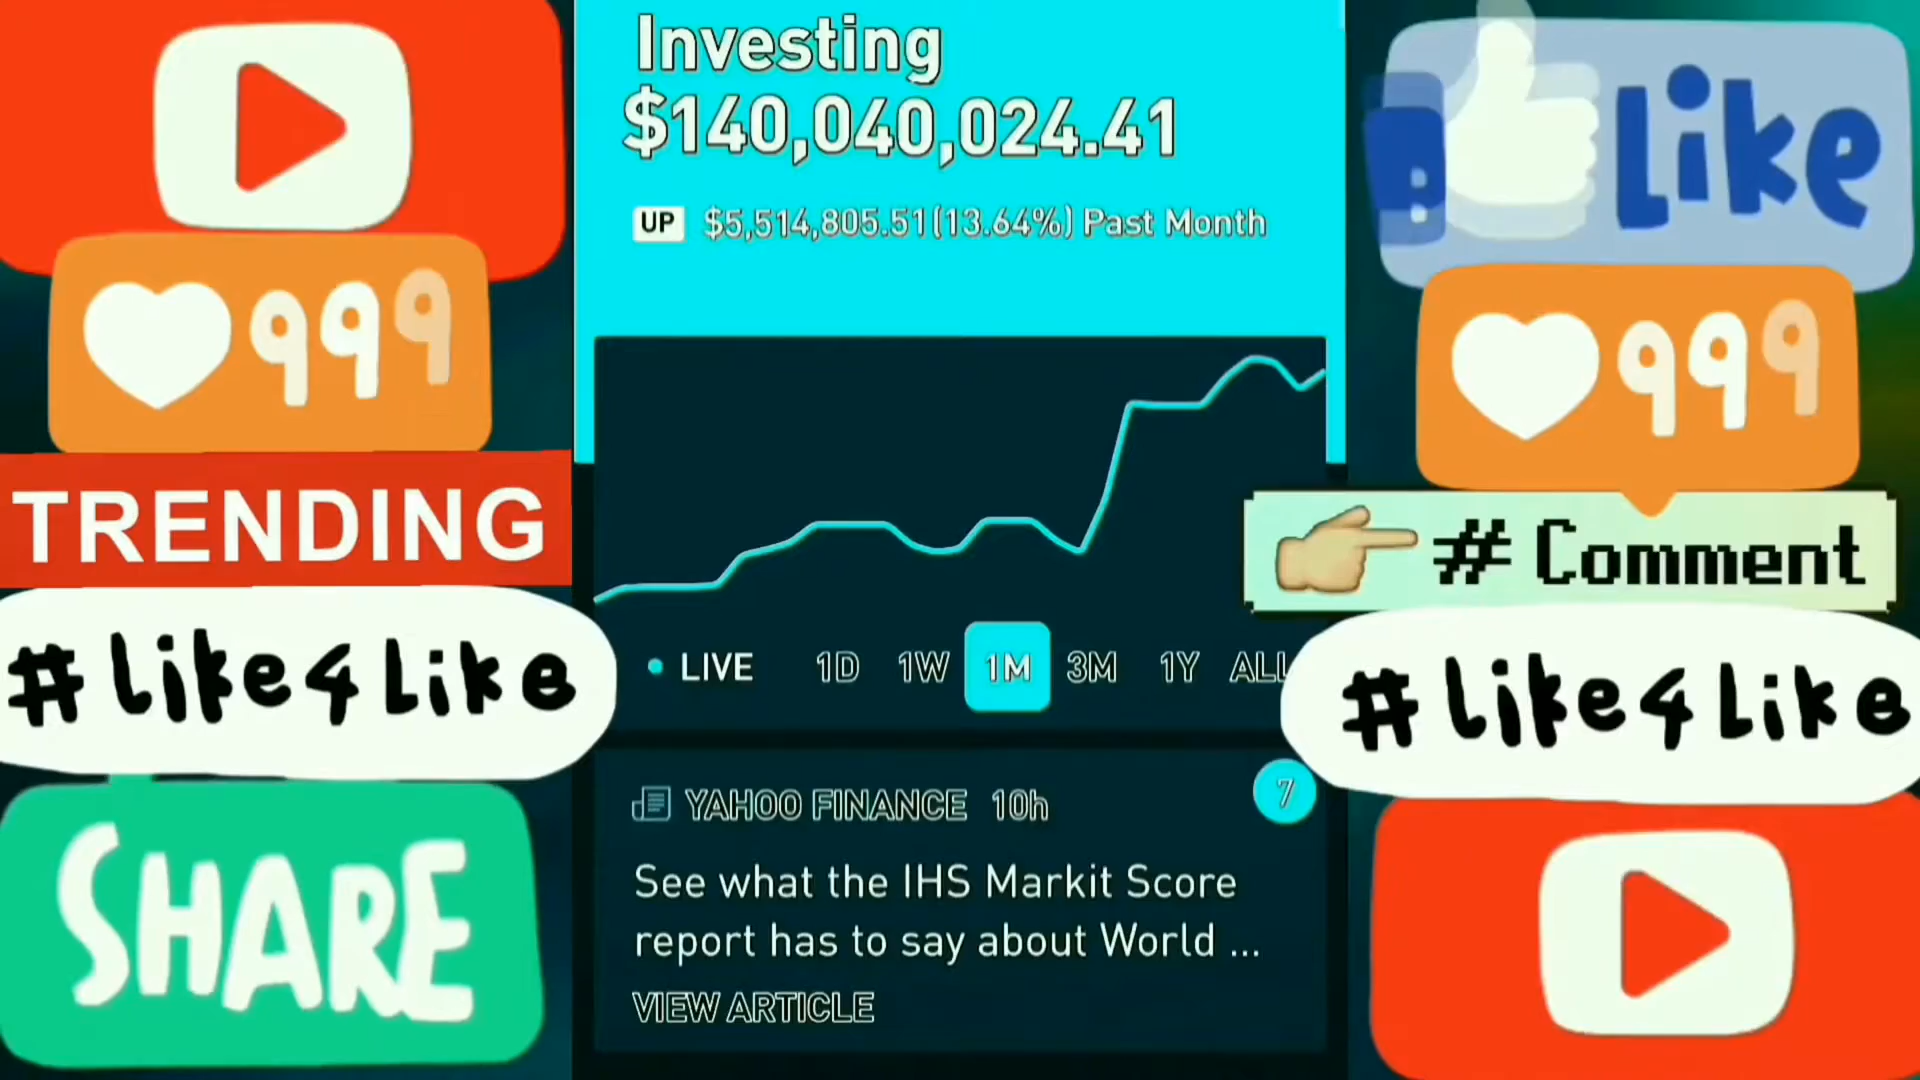 Investing
$140,040,024.41
UP $5,514,805.51(13.64%) Past Month
Like
999
999
TRENDING
# Comment
#like4like
LIVE 1D 1W 1M 3M 1Y ALL
#like4like
YAHOO FINANCE 10h
7
See what the IHS Markit Score
report has to say about World ...
VIEW ARTICLE
SHARE